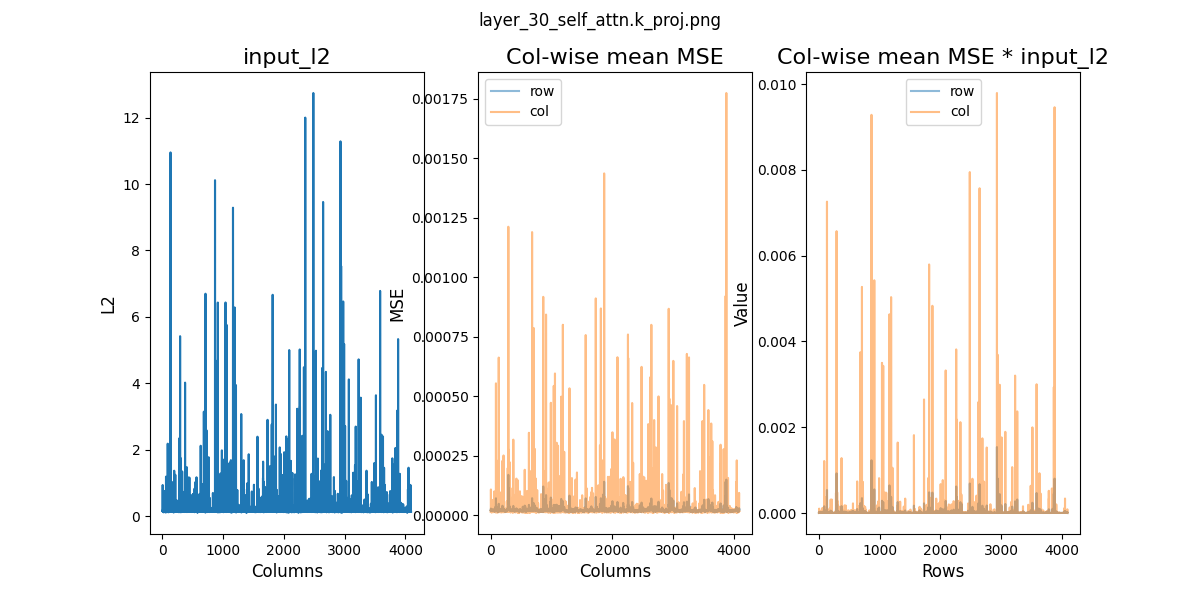 layer_30_self_attn.k_proj.png
input_l2
L2
12
10
8
6
4
2
0
0 1000 2000 3000 4000
Columns
Col-wise mean MSE
row
col
MSE
0.00175
0.00150
0.00125
0.00100
0.00075
0.00050
0.00025
0.00000
0 1000 2000 3000 4000
Columns
Col-wise mean MSE * input_l2
row
col
Value
0.010
0.008
0.006
0.004
0.002
0.000
0 1000 2000 3000 4000
Rows